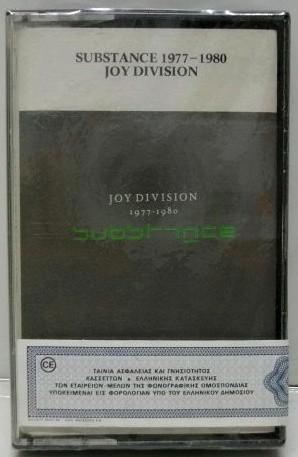 SUBSTANCE 1977-1980
JOY DIVISION
JOY DIVISION
1977-1980
substance
CE
ΤΑΙΝΙΑ ΑΣΦΑΛΕΙΑΣ ΚΑΙ ΓΝΗΣΙΟΤΗΤΟΣ
ΚΑΣΣΕΤΤΩΝ ΕΛΛΗΝΙΚΗΣ ΚΑΤΑΣΚΕΥΗΣ
ΤΩΝ ΕΤΑΙΡΕΙΩΝ-ΜΕΛΩΝ ΤΗΣ ΦΩΝΟΓΡΑΦΙΚΗΣ ΟΜΟΣΠΟΝΔΙΑΣ
ΥΠΟΚΕΙΜΕΝΑΙ ΕΙΣ ΦΟΡΟΛΟΓΙΑΝ ΥΠΟ ΤΟΥ ΕΛΛΗΝΙΚΟΥ ΔΗΜΟΣΙΟΥ